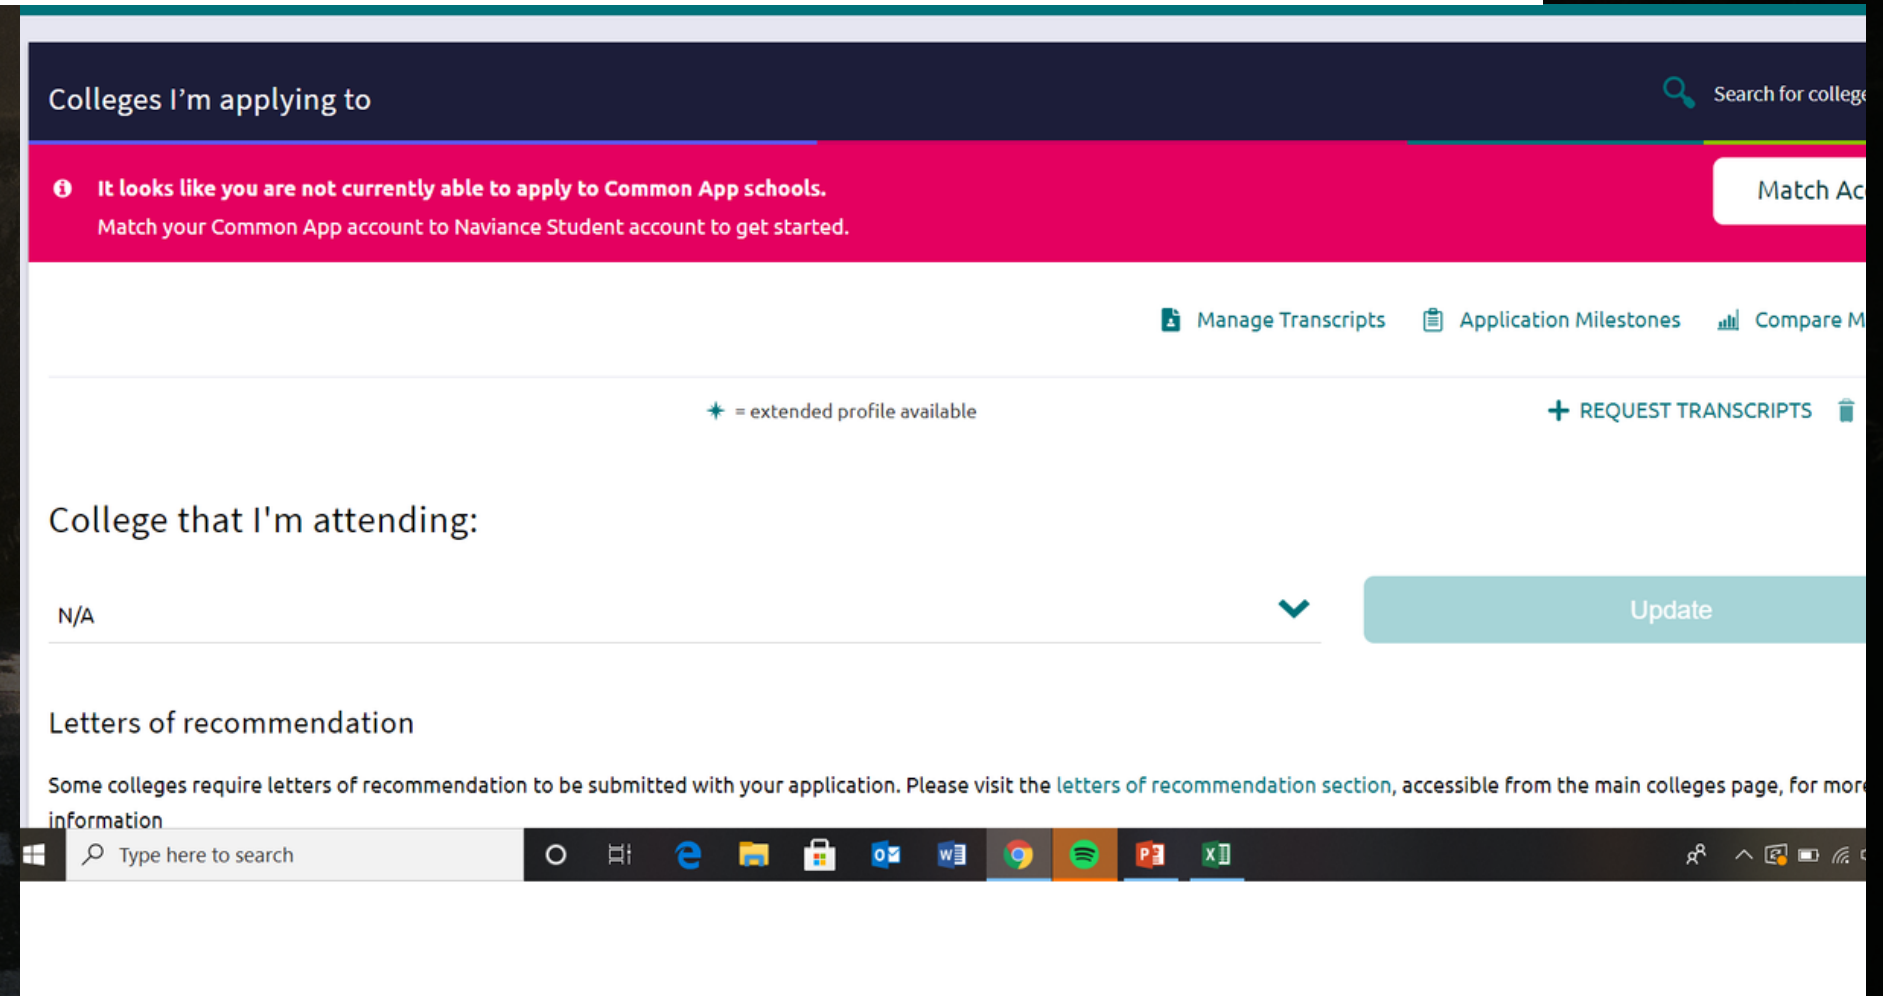 Colleges I'm applying to
Search for college
It looks like you are not currently able to apply to Common App schools.
Match your Common App account to Naviance Student account to get started.
Match Ac
Manage Transcripts
Application Milestones
Compare M
= extended profile available
+ REQUEST TRANSCRIPTS
College that I'm attending:
N/A
Update
Letters of recommendation
Some colleges require letters of recommendation to be submitted with your application. Please visit the letters of recommendation section, accessible from the main colleges page, for more
information
Type here to search